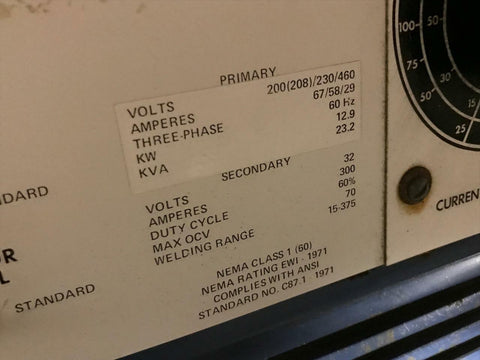 PRIMARY
VOLTS 200(208)/230/460
AMPERES 67/58/29
THREE-PHASE 60 Hz
KW 12.9
KVA 23.2
SECONDARY
VOLTS 32
AMPERES 300
DUTY CYCLE 60%
MAX OCV 70
WELDING RANGE 15-375
NEMA CLASS 1 (60)
NEMA RATING EWI - 1971
COMPLIES WITH ANSI
STANDARD NO. C87.1 - 1971
NDARD
UR
L
STANDARD
100
75
50
25
50
30
15
CURREN